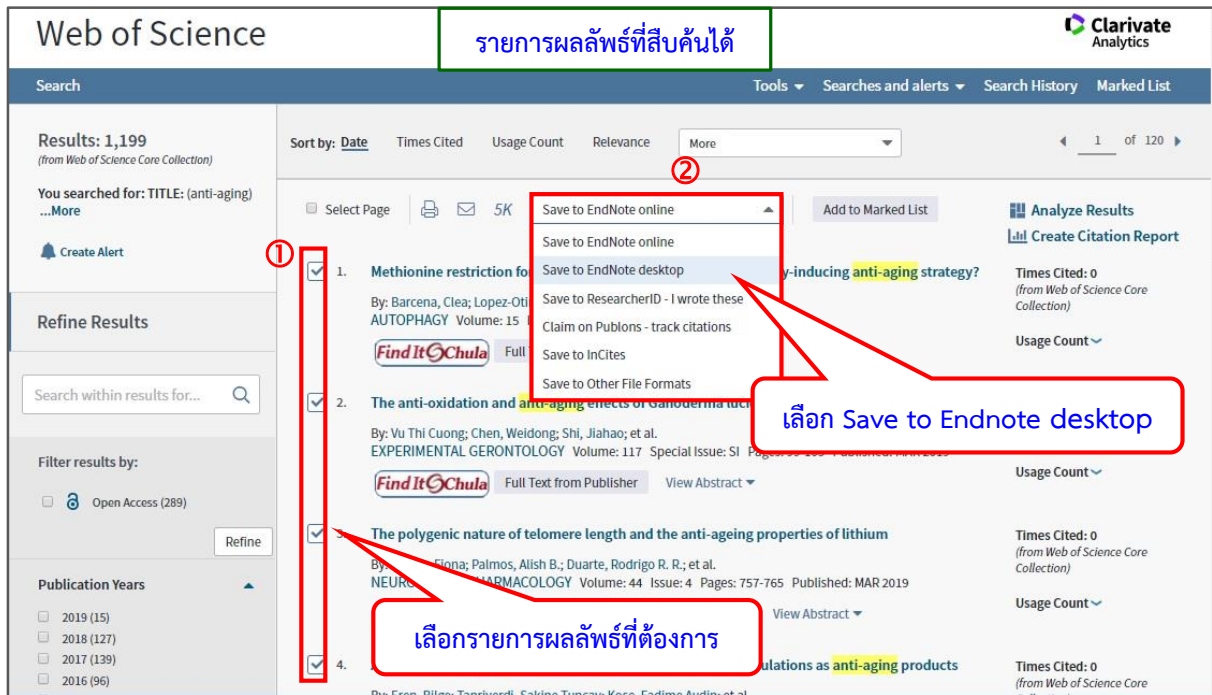 Web of Science
รายการผลลัพธ์ที่สืบค้นได้
Clarivate
Analytics
Search
Tools
Searches and alerts
Search History
Marked List
Results: 1,199
(from Web of Science Core Collection)
You searched for: TITLE: (anti-aging)
...More
Create Alert
Refine Results
Search within results for...
Filter results by:
Open Access (289)
Refine
Publication Years
2019 (15)
2018 (127)
2017 (139)
2016 (96)
Sort by: Date Times Cited Usage Count Relevance More
1 of 120
②
Select Page 5K Save to EndNote online Add to Marked List
Save to EndNote online
Save to EndNote desktop
Save to ResearcherID - I wrote these
Claim on Publons - track citations
Save to InCites
Save to Other File Formats
Analyze Results
Create Citation Report
①
1. Methionine restriction for y-inducing anti-aging strategy?
By: Barcena, Clea; Lopez-Oti
AUTOPHAGY Volume: 15
Find It@Chula Full
Times Cited: 0
(from Web of Science Core
Collection)
Usage Count
เลือก Save to Endnote desktop
2. The anti-oxidation and anti-aging effects of Ganoderma
By: Vu Thi Cuong; Chen, Weidong; Shi, Jiahao; et al.
EXPERIMENTAL GERONTOLOGY Volume: 117 Special Issue: SI
Find It@Chula Full Text from Publisher View Abstract
Usage Count
3. The polygenic nature of telomere length and the anti-ageing properties of lithium
Fiona; Palmos, Alish B.; Duarte, Rodrigo R. R.; et al.
Volume: 44 Issue: 4 Pages: 757-765 Published: MAR 2019
View Abstract
Times Cited: 0
(from Web of Science Core
Collection)
Usage Count
เลือกรายการผลลัพธ์ที่ต้องการ
4. ulations as anti-aging products
Times Cited: 0
(from Web of Science Core